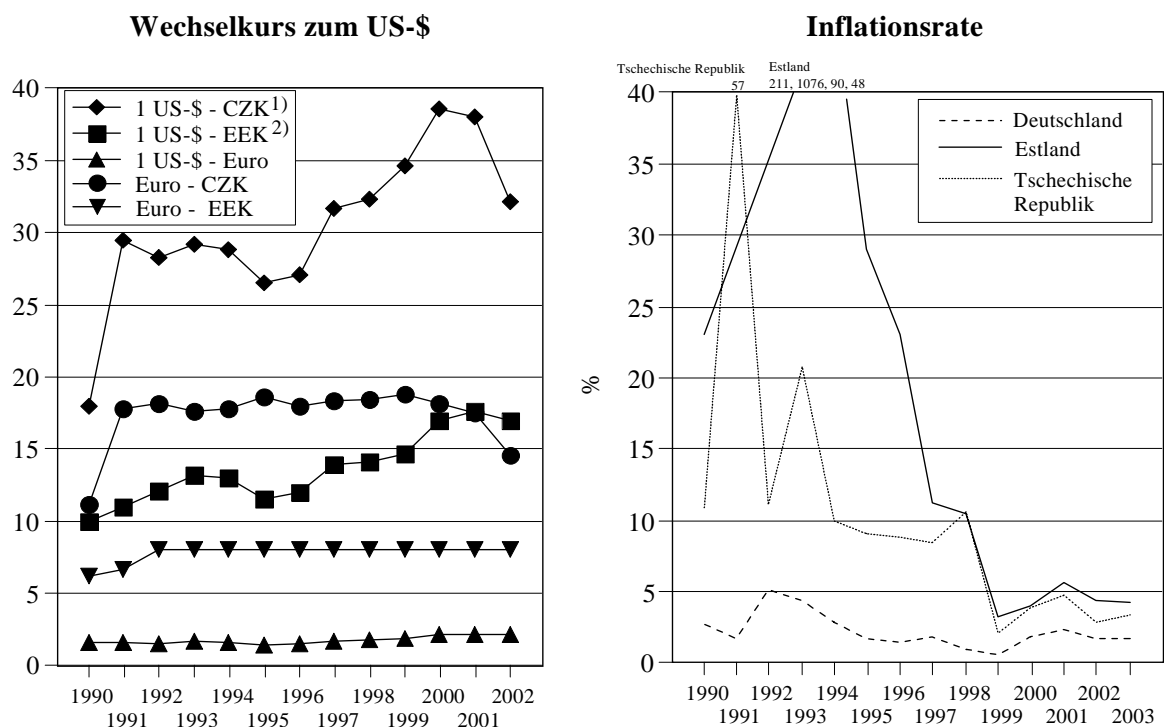 Wechselkurs zum US-$
40
35
30
25
20
15
10
5
0
1 US-$ - CZK1)
1 US-$ - EEK2)
1 US-$ - Euro
Euro - CZK
Euro - EEK
1990 1992 1994 1996 1998 2000 2002
1991 1993 1995 1997 1999 2001
Inflationsrate
Tschechische Republik
57
Estland
211, 1076, 90, 48
%
40
35
30
25
20
15
10
5
0
Deutschland
Estland
Tschechische
Republik
1990 1992 1994 1996 1998 2000 2002
1991 1993 1995 1997 1999 2001 2003